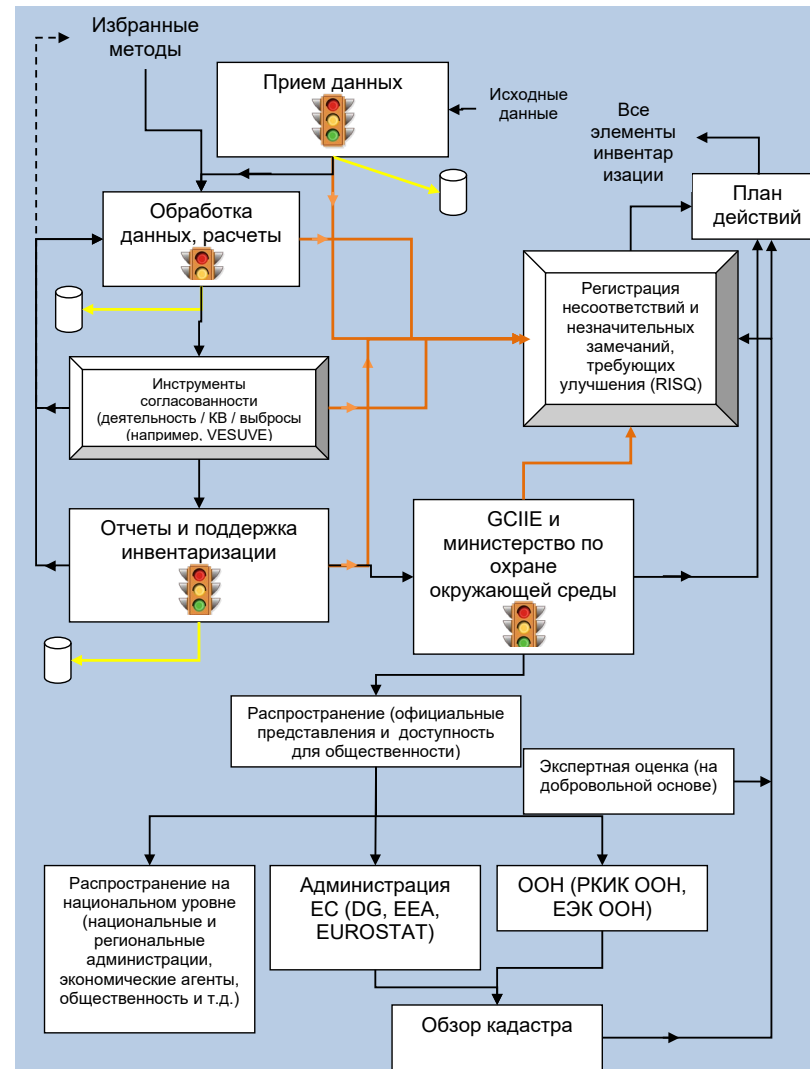 Избранные
методы
Прием данных
Исходные
данные
Все
элементы
инвентар
изации
План
действий
Обработка
данных, расчеты
Регистрация
несоответствий и
незначительных
замечаний,
требующих
улучшения (RISQ)
Инструменты
согласованности
(деятельность / КВ / выбросы
(например, VESUVE)
Отчеты и поддержка
инвентаризации
GCIIE и
министерство по
охране
окружающей среды
Распространение (официальные
представления и доступность
для общественности)
Экспертная оценка (на
добровольной основе)
Распространение на
национальном уровне
(национальные и
региональные
администрации,
экономические агенты,
общественность и т.д.)
Администрация
ЕС (DG, EEA,
EUROSTAT)
ООН (РКИК ООН,
ЕЭК ООН)
Обзор кадастра